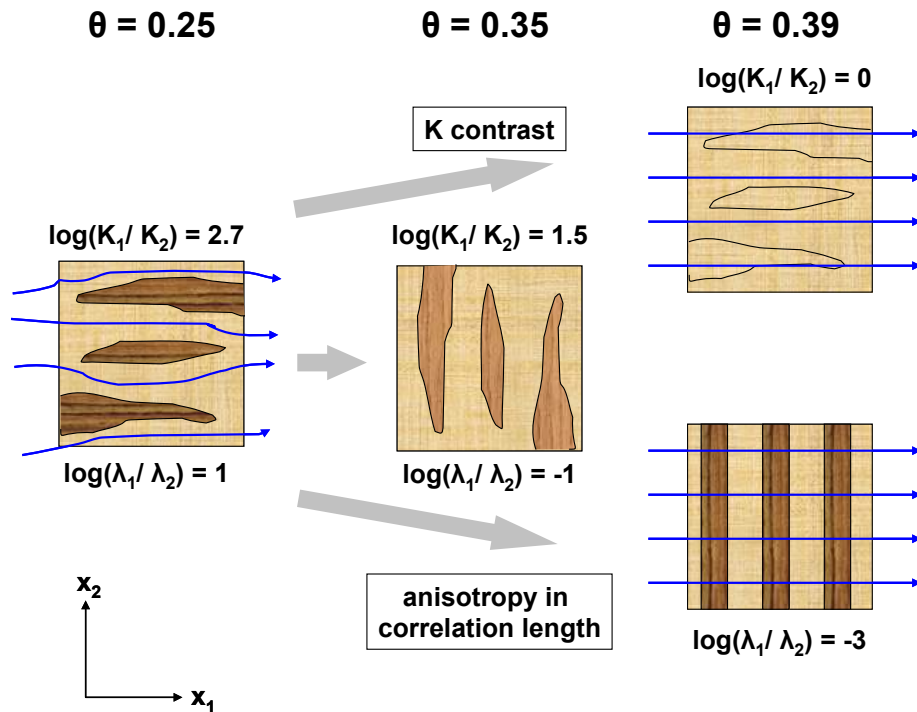 θ = 0.25
θ = 0.35
θ = 0.39
log(K₁/ K₂) = 0
K contrast
log(K₁/ K₂) = 2.7
log(K₁/ K₂) = 1.5
log(λ₁/ λ₂) = 1
log(λ₁/ λ₂) = -1
anisotropy in
correlation length
log(λ₁/ λ₂) = -3
x₂
x₁